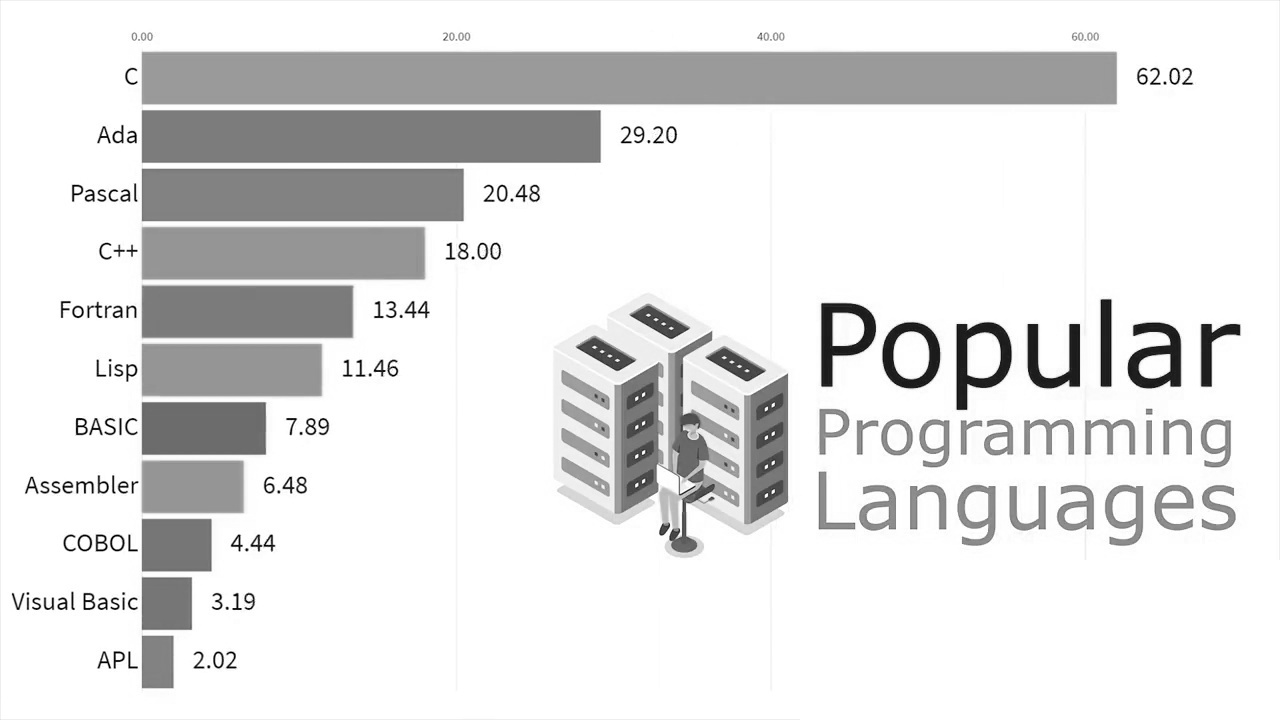 0.00 20.00 40.00 60.00
C 62.02
Ada 29.20
Pascal 20.48
C++ 18.00
Fortran 13.44
Lisp 11.46
BASIC 7.89
Assembler 6.48
COBOL 4.44
Visual Basic 3.19
APL 2.02
Popular
Programming
Languages